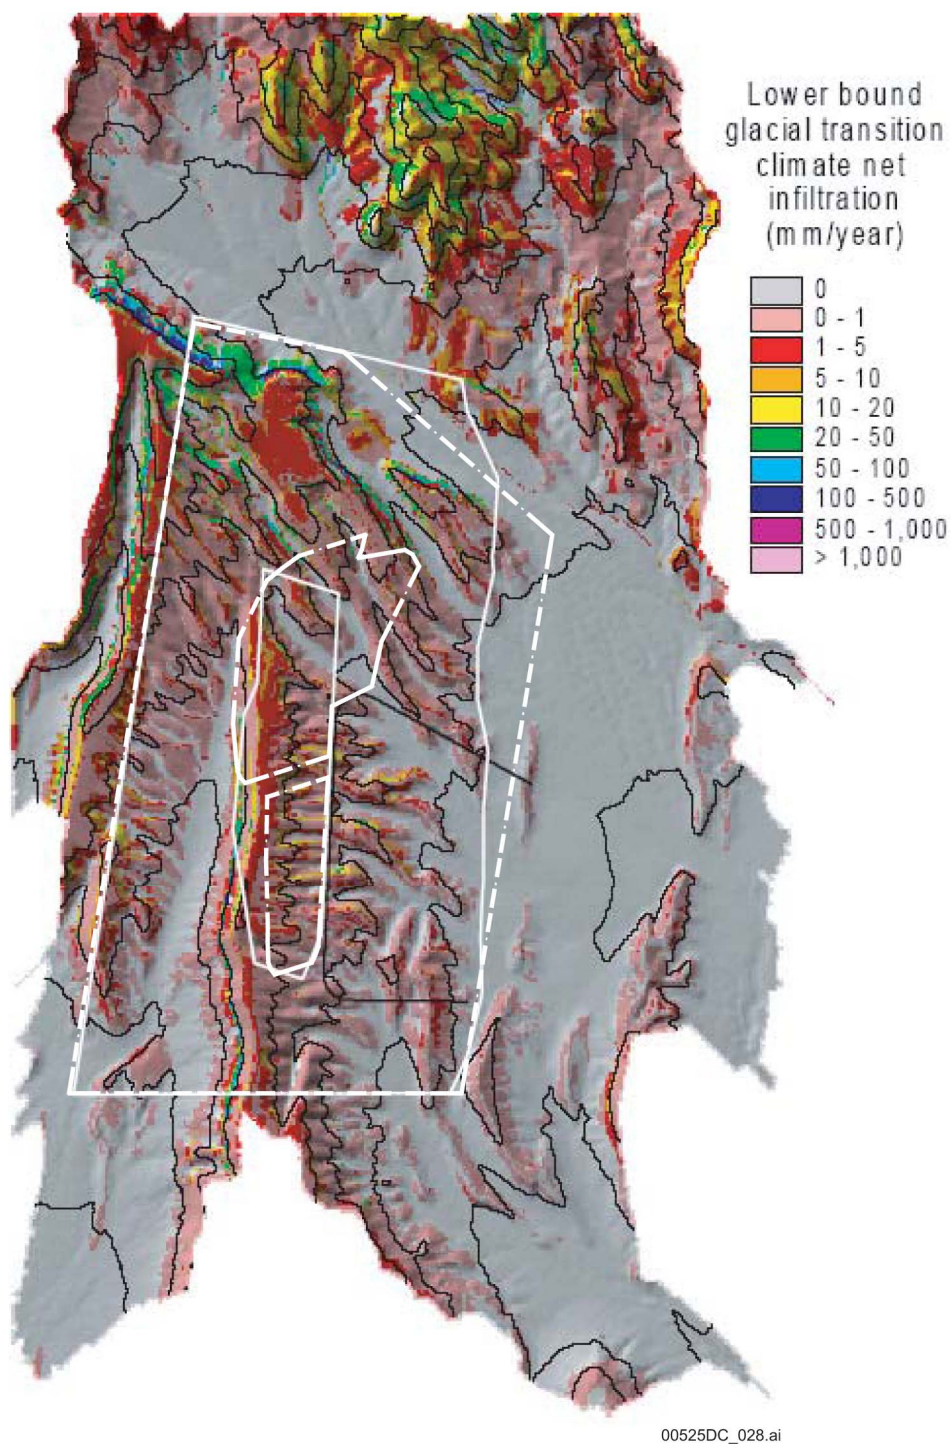 Lower bound
glacial transition
climate net
infiltration
(mm/year)
0
0 - 1
1 - 5
5 - 10
10 - 20
20 - 50
50 - 100
100 - 500
500 - 1,000
> 1,000
00525DC_028.ai